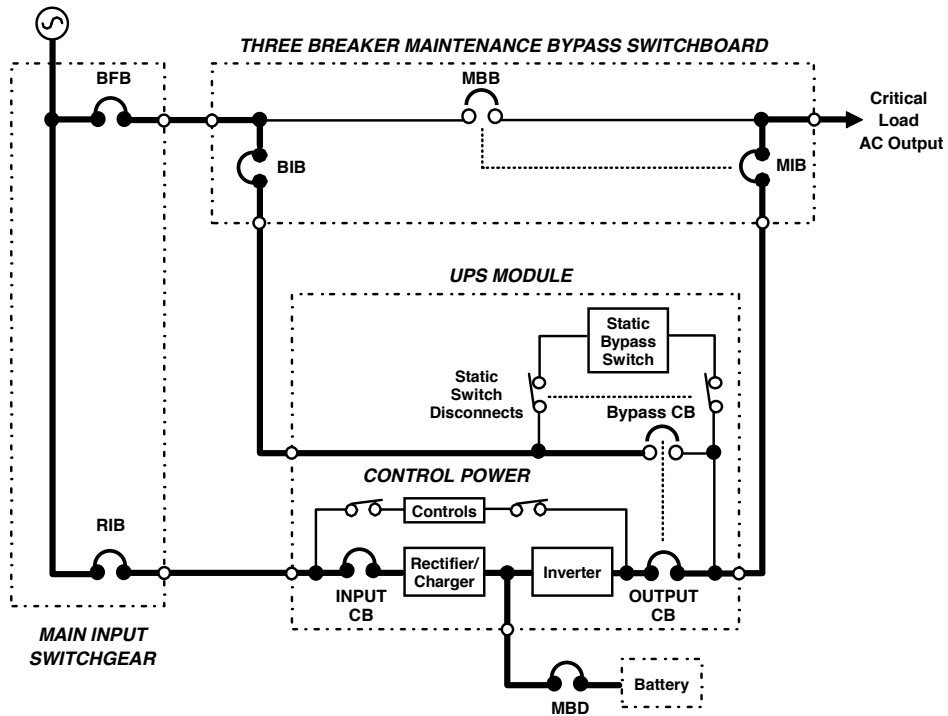 THREE BREAKER MAINTENANCE BYPASS SWITCHBOARD
BFB
MBB
Critical
Load
AC Output
BIB
MIB
UPS MODULE
Static
Bypass
Switch
Static
Switch
Disconnects
Bypass CB
CONTROL POWER
Controls
RIB
Rectifier/
Charger
Inverter
INPUT
CB
OUTPUT
CB
MAIN INPUT
SWITCHGEAR
MBD
Battery